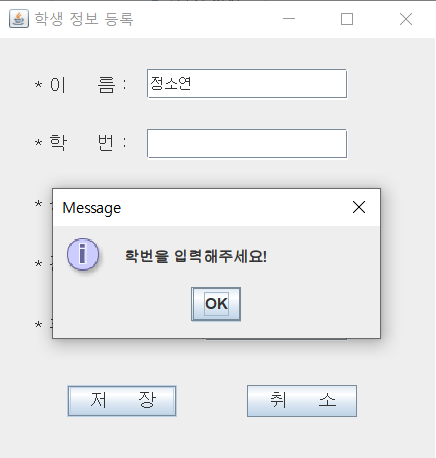 학생 정보 등록
* 이 름 : 정소연
* 학 번 :
*
Message
학번을 입력해주세요!
*
OK
*
저 장 취 소